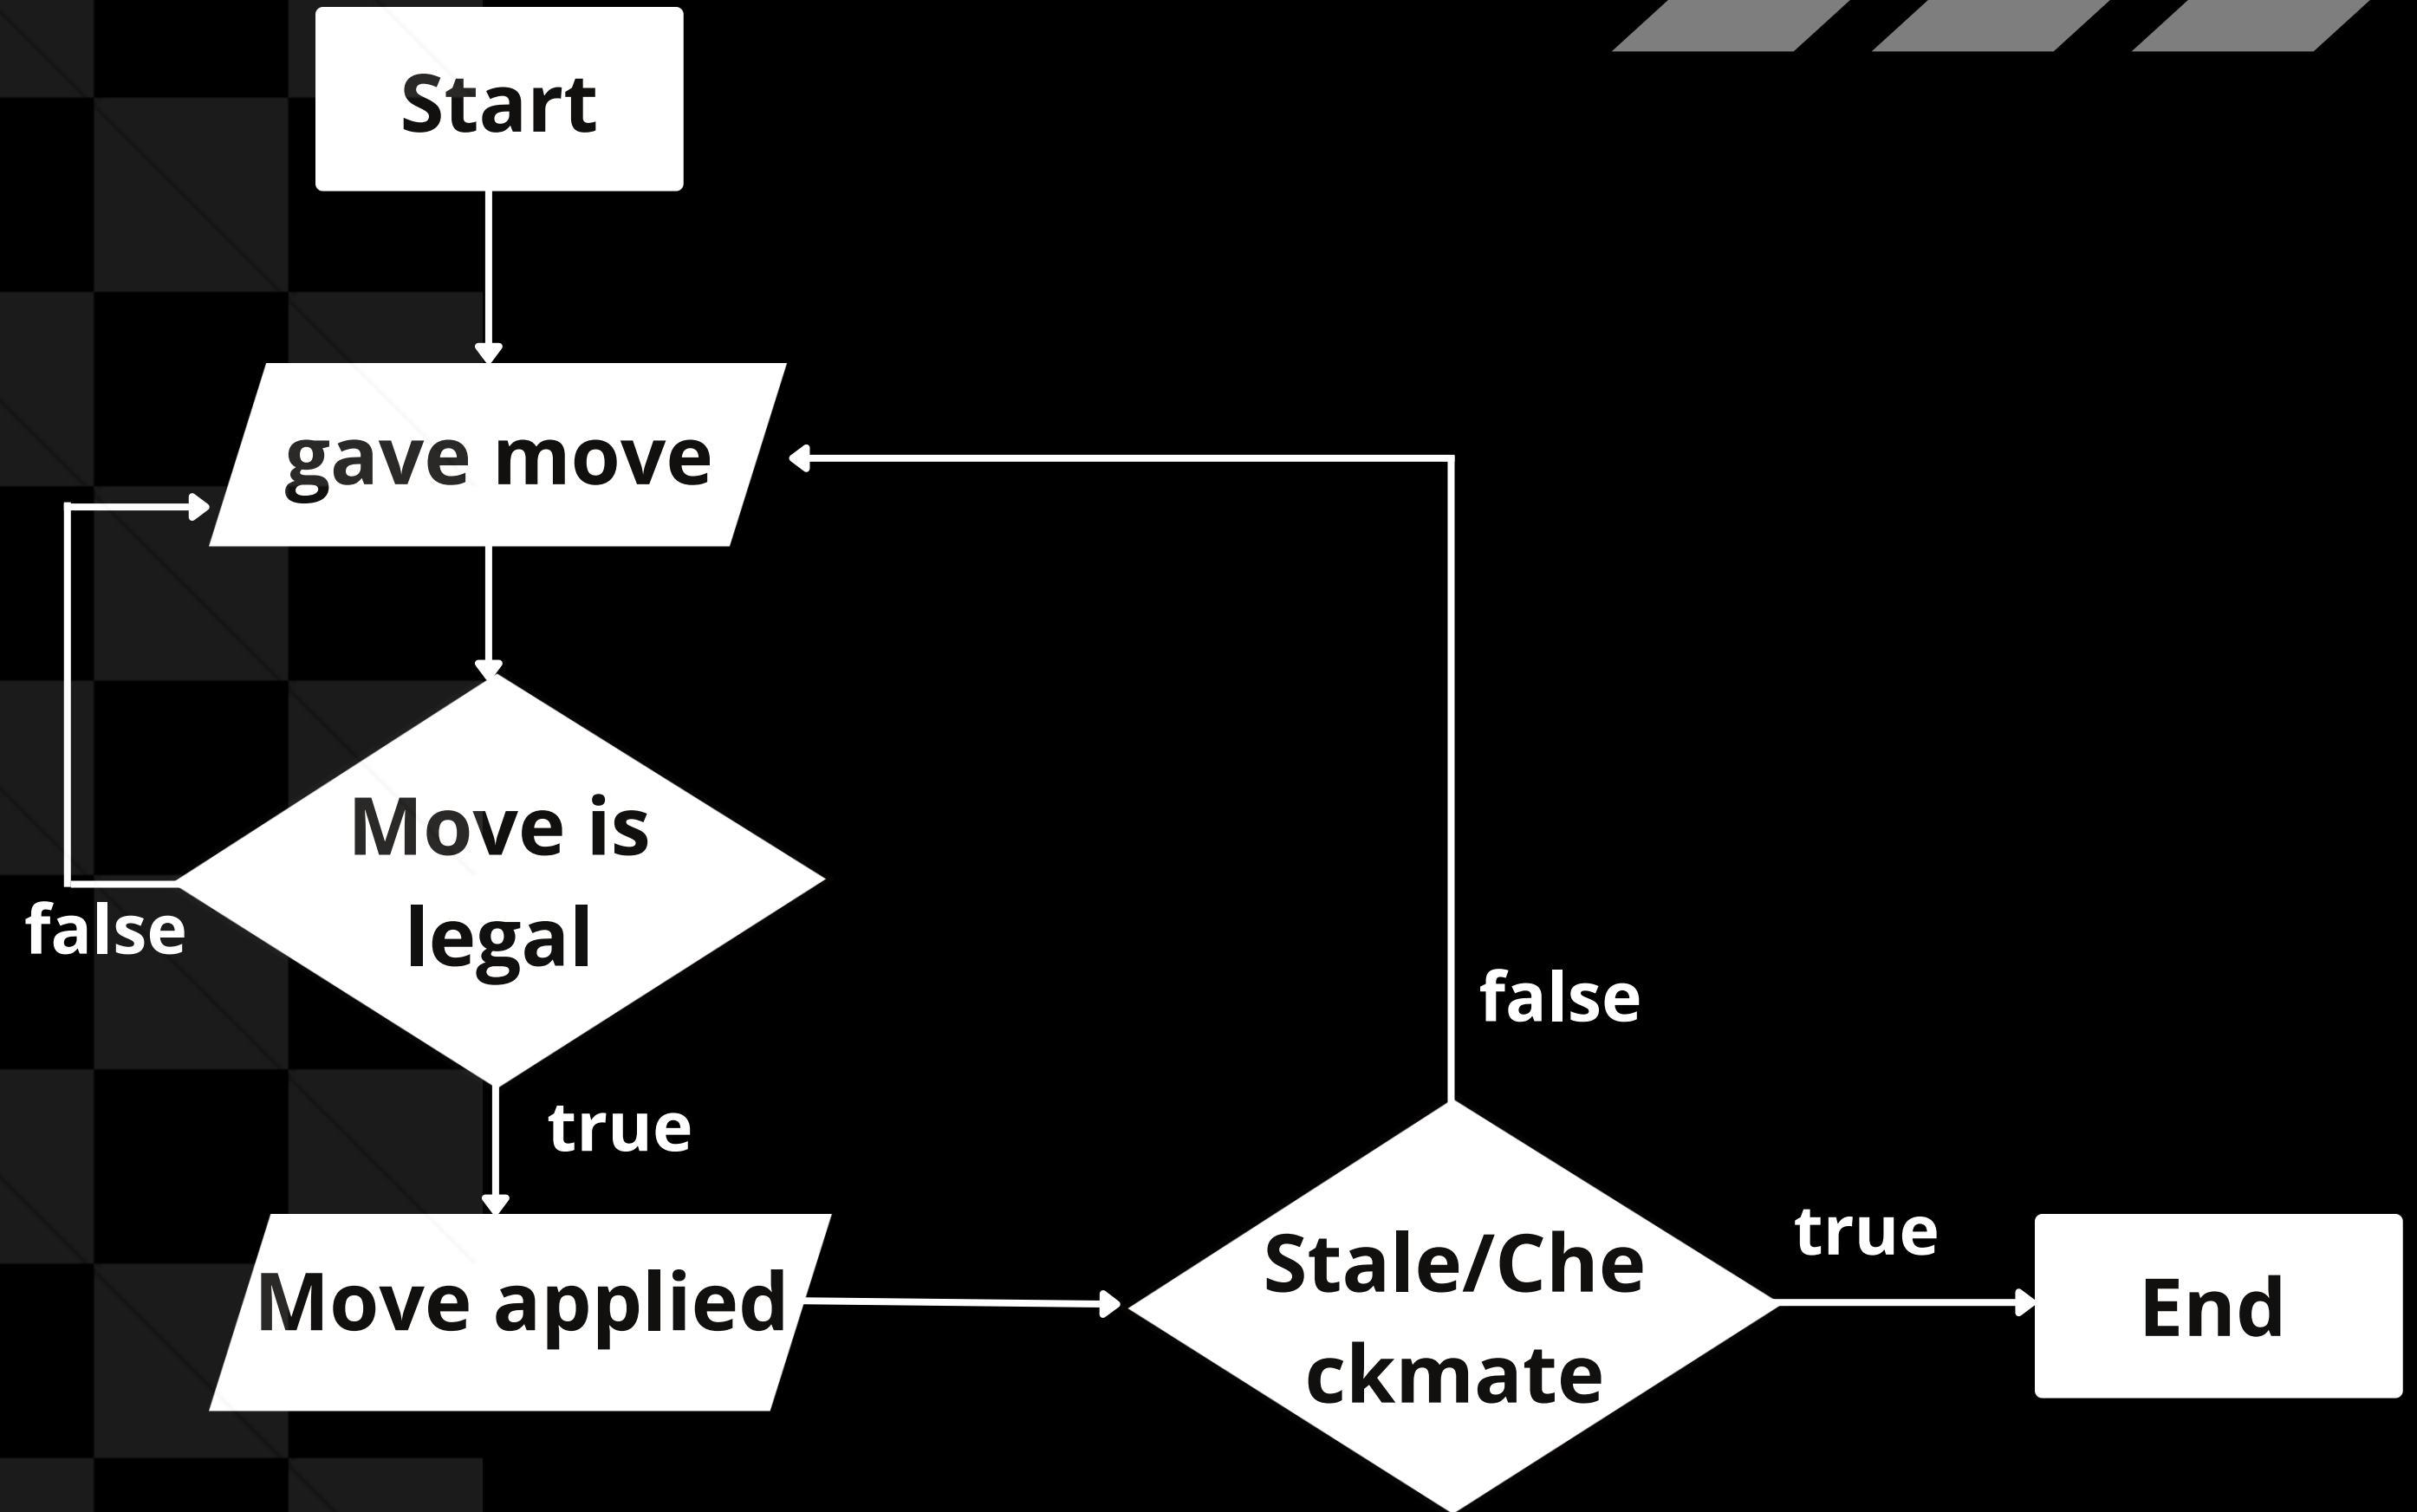 Start
gave move
Move is
legal
false
true
Move applied
false
Stale/Che
ckmate
true
End